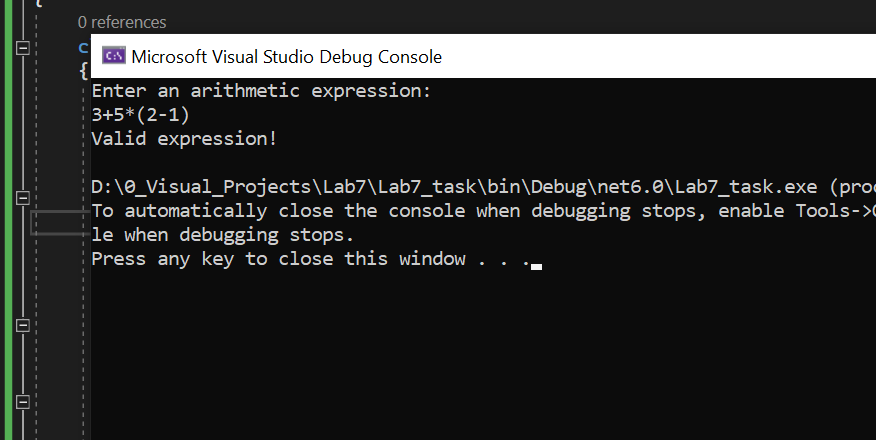 {
0 references
c
Microsoft Visual Studio Debug Console
{
Enter an arithmetic expression:
3+5*(2-1)
Valid expression!
D:\0_Visual_Projects\Lab7\Lab7_task\bin\Debug\net6.0\Lab7_task.exe (proc
To automatically close the console when debugging stops, enable Tools->
le when debugging stops.
Press any key to close this window . . .